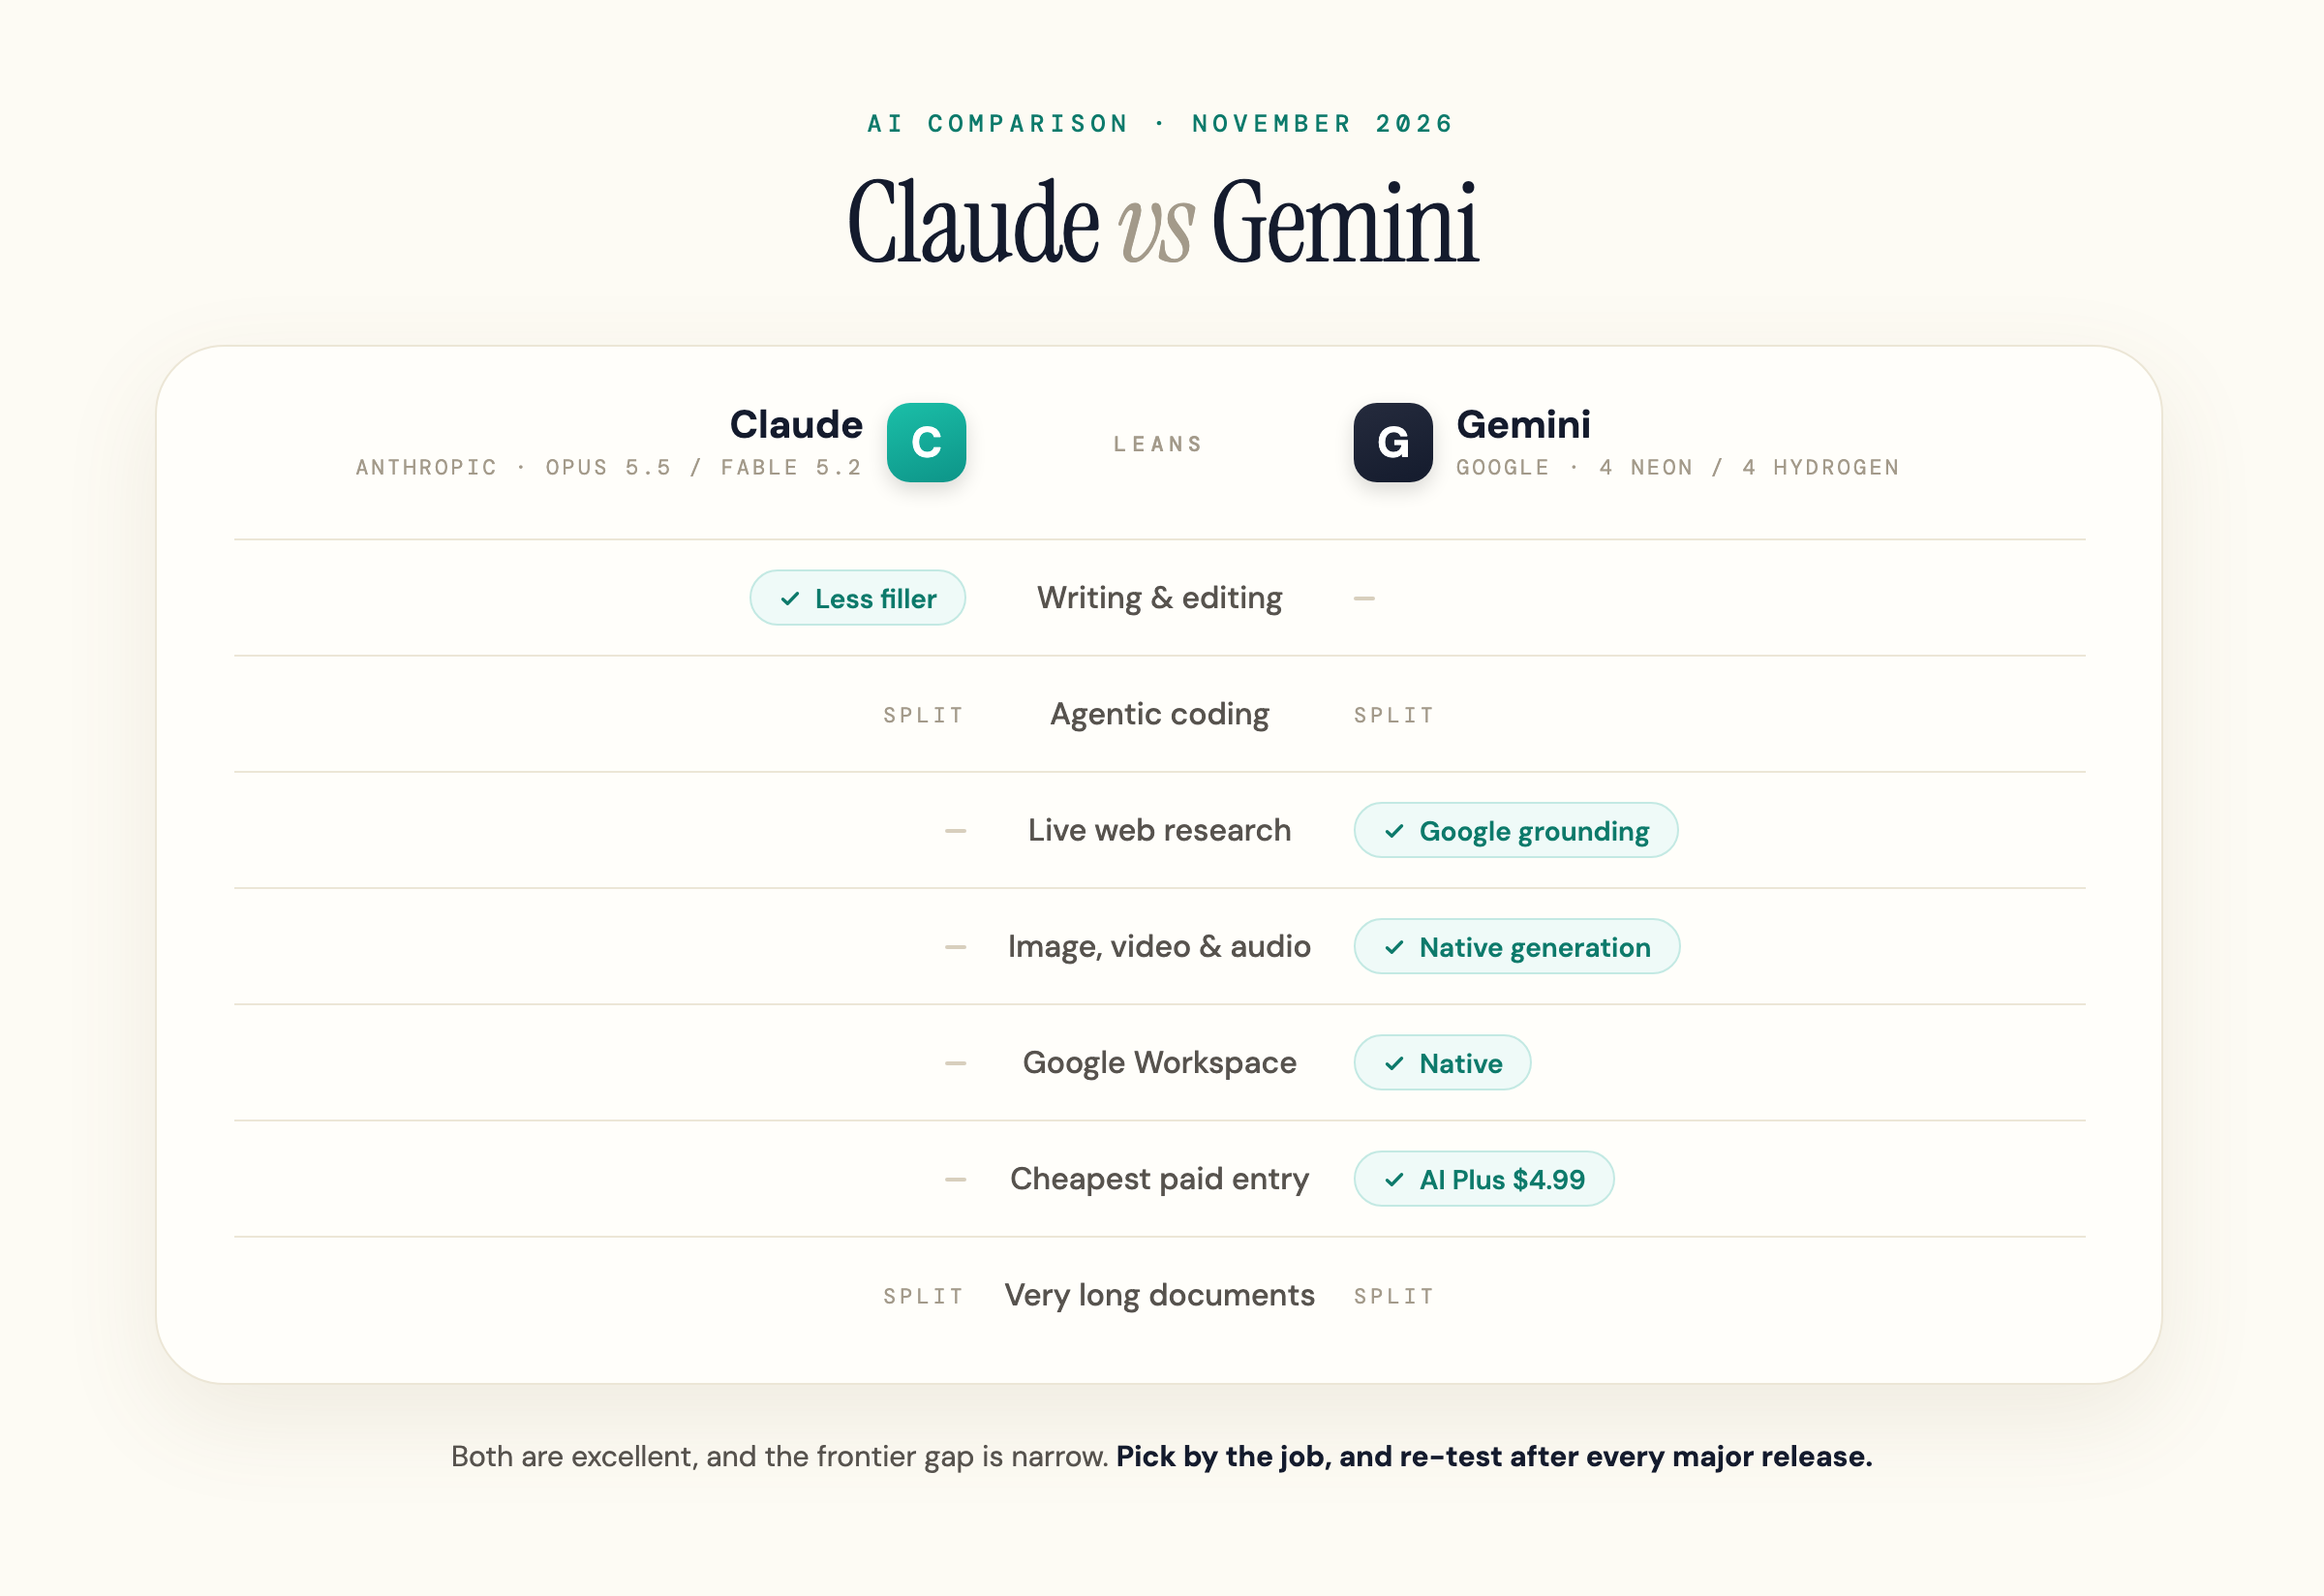 AI COMPARISON · NOVEMBER 2026
Claude vs Gemini
Claude
ANTHROPIC · OPUS 5.5 / FABLE 5.2
C
LEANS
G
Gemini
GOOGLE · 4 NEON / 4 HYDROGEN
✓ Less filler Writing & editing –
SPLIT Agentic coding SPLIT
– Live web research ✓ Google grounding
– Image, video & audio ✓ Native generation
– Google Workspace ✓ Native
– Cheapest paid entry ✓ AI Plus $4.99
SPLIT Very long documents SPLIT
Both are excellent, and the frontier gap is narrow. Pick by the job, and re-test after every major release.